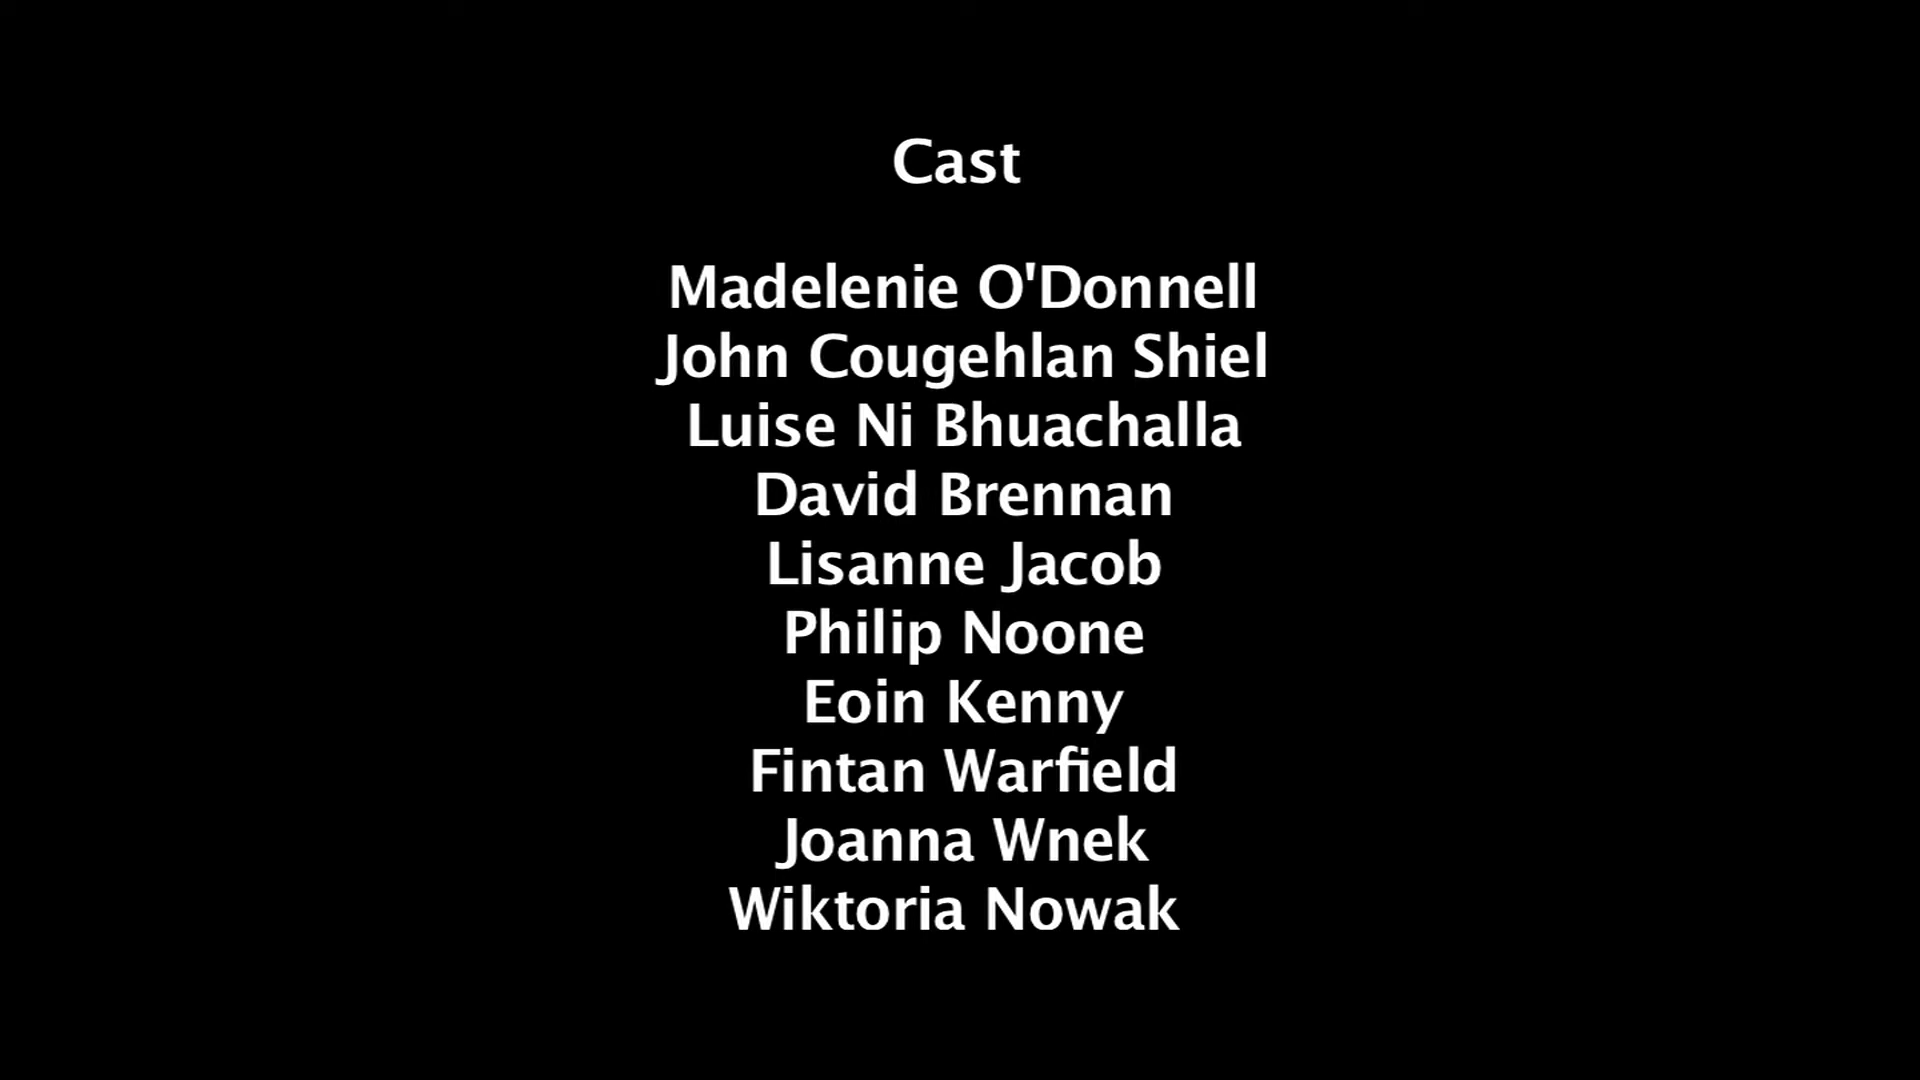 Cast
Madelenie O'Donnell
John Cougehlan Shiel
Luise Ni Bhuachalla
David Brennan
Lisanne Jacob
Philip Noone
Eoin Kenny
Fintan Warfield
Joanna Wnek
Wiktoria Nowak